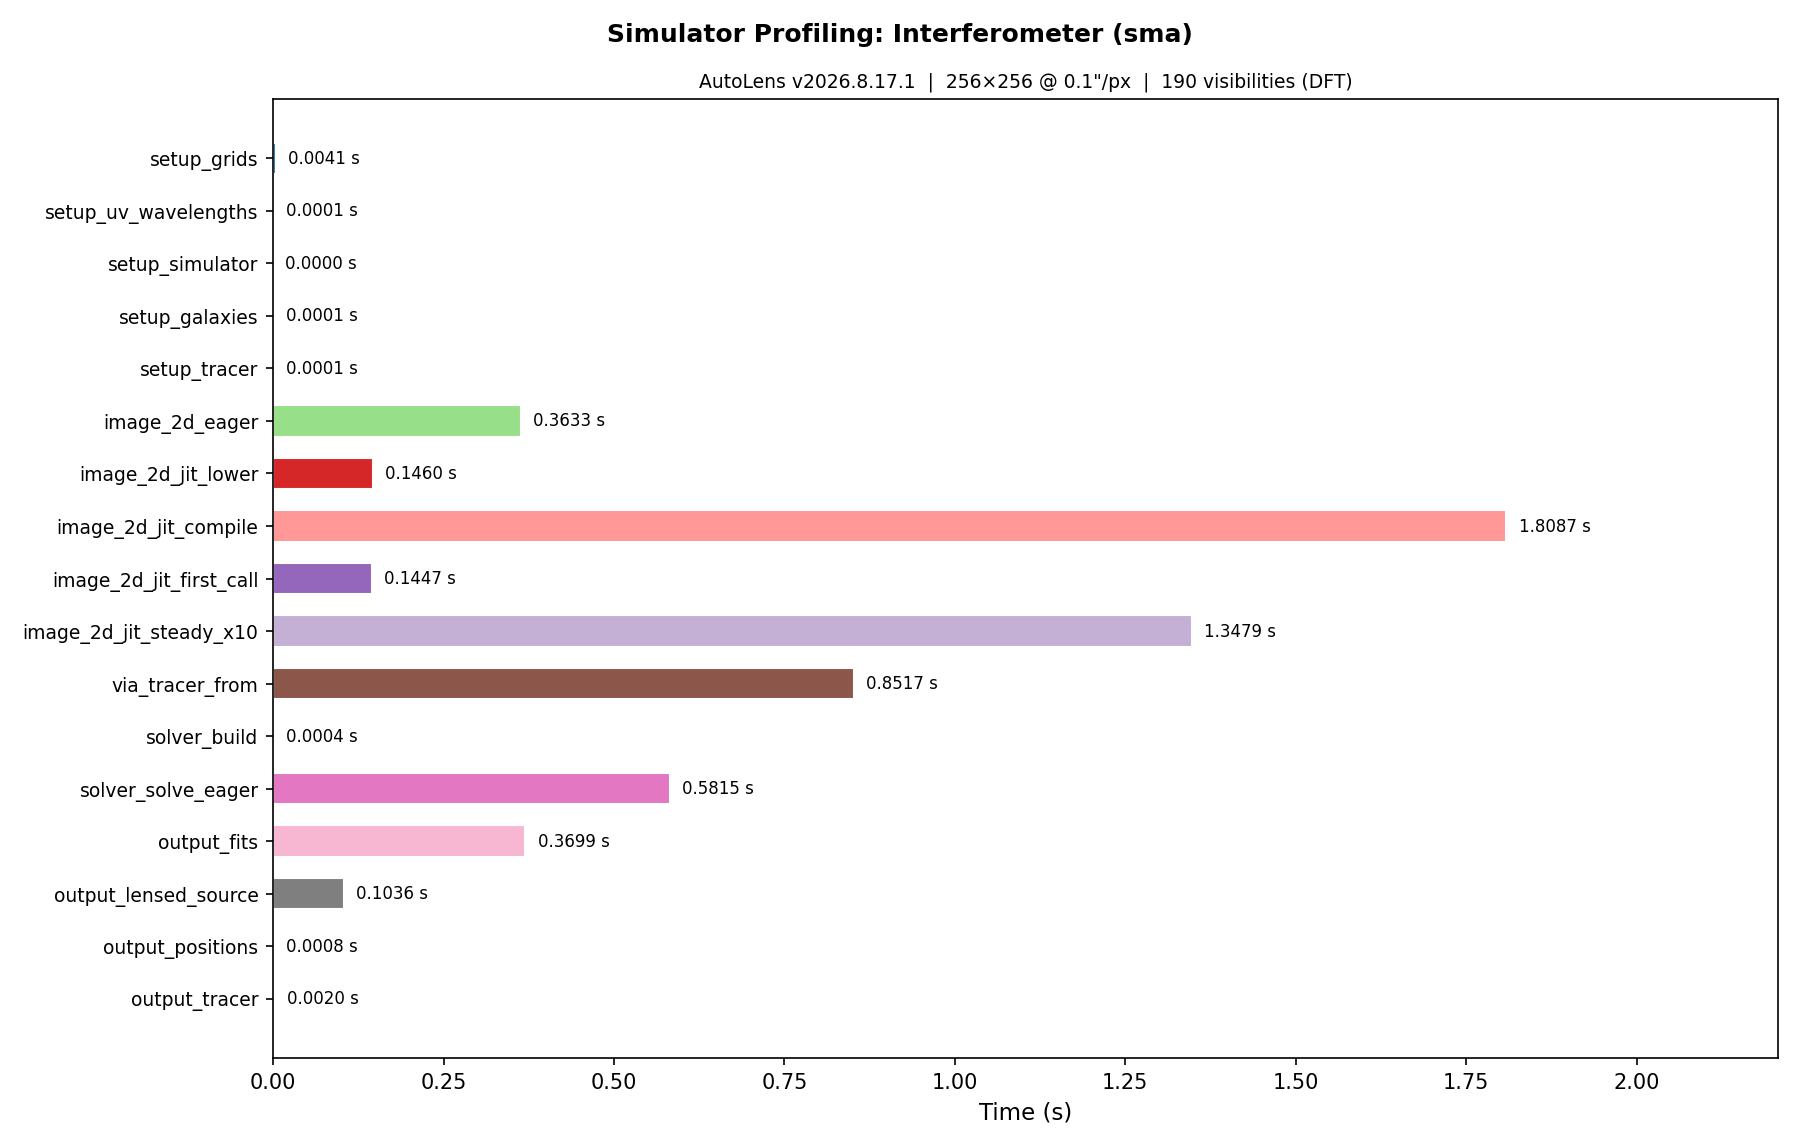 Simulator Profiling: Interferometer (sma)
AutoLens v2026.8.17.1 | 256×256 @ 0.1"/px | 190 visibilities (DFT)
setup_grids 0.0041 s
setup_uv_wavelengths 0.0001 s
setup_simulator 0.0000 s
setup_galaxies 0.0001 s
setup_tracer 0.0001 s
image_2d_eager 0.3633 s
image_2d_jit_lower 0.1460 s
image_2d_jit_compile 1.8087 s
image_2d_jit_first_call 0.1447 s
image_2d_jit_steady_x10 1.3479 s
via_tracer_from 0.8517 s
solver_build 0.0004 s
solver_solve_eager 0.5815 s
output_fits 0.3699 s
output_lensed_source 0.1036 s
output_positions 0.0008 s
output_tracer 0.0020 s
0.00 0.25 0.50 0.75 1.00 1.25 1.50 1.75 2.00
Time (s)